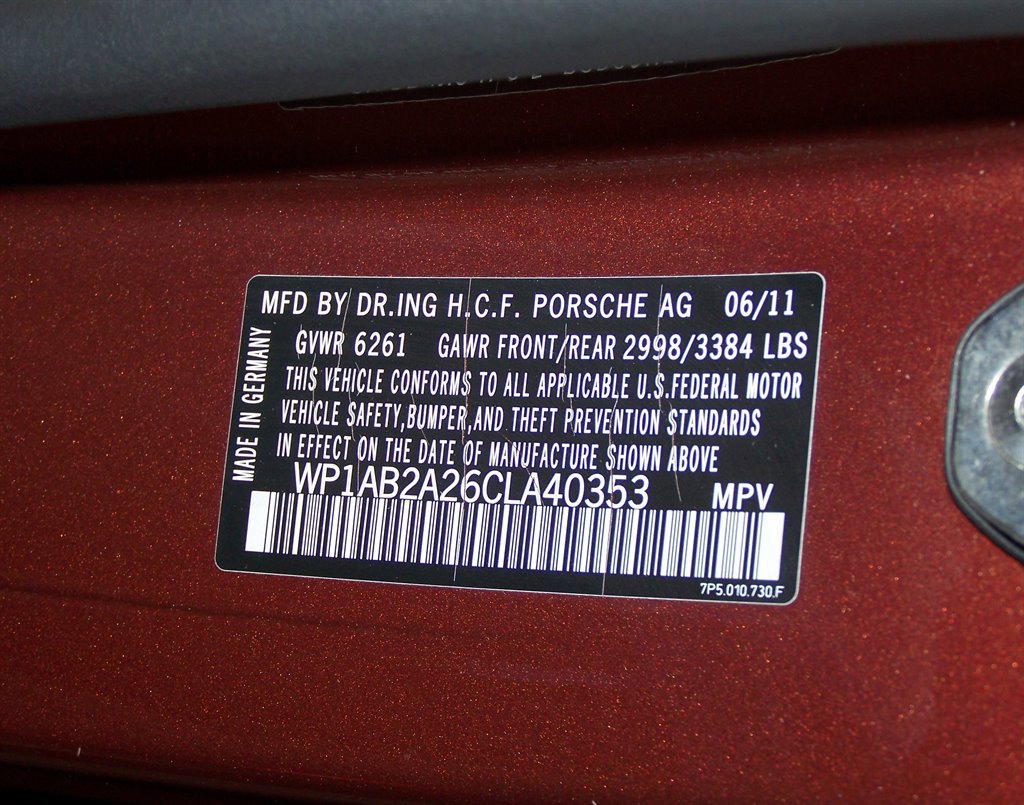 MFD BY DR.ING H.C.F. PORSCHE AG 06/11
GVWR 6261 GAWR FRONT/REAR 2998/3384 LBS
THIS VEHICLE CONFORMS TO ALL APPLICABLE U.S.FEDERAL MOTOR
VEHICLE SAFETY,BUMPER,AND THEFT PREVENTION STANDARDS
IN EFFECT ON THE DATE OF MANUFACTURE SHOWN ABOVE
WP1AB2A26CLA40353 MPV
7P5.010.730.F
MADE IN GERMANY